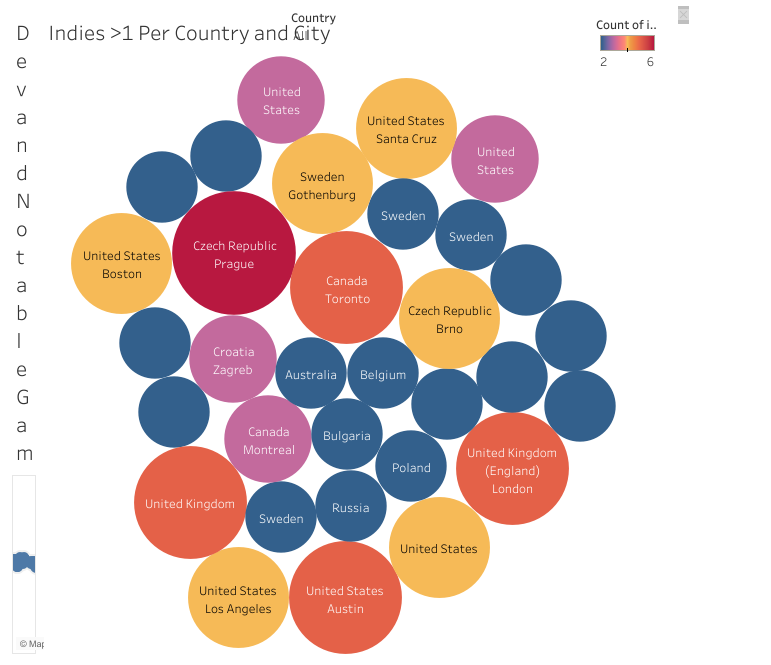 Country
Indies >1 Per Country and City
Count of i..
2
6
D
e
v
a
n
d
N
o
t
a
b
l
e
G
a
m
United
States
United States
Santa Cruz
United
States
Sweden
Gothenburg
Sweden
Sweden
Czech Republic
Prague
United States
Boston
Canada
Toronto
Czech Republic
Brno
Croatia
Zagreb
Australia
Belgium
Canada
Montreal
Bulgaria
Poland
United Kingdom
(England)
London
United Kingdom
Sweden
Russia
United States
United States
Los Angeles
United States
Austin
© Map